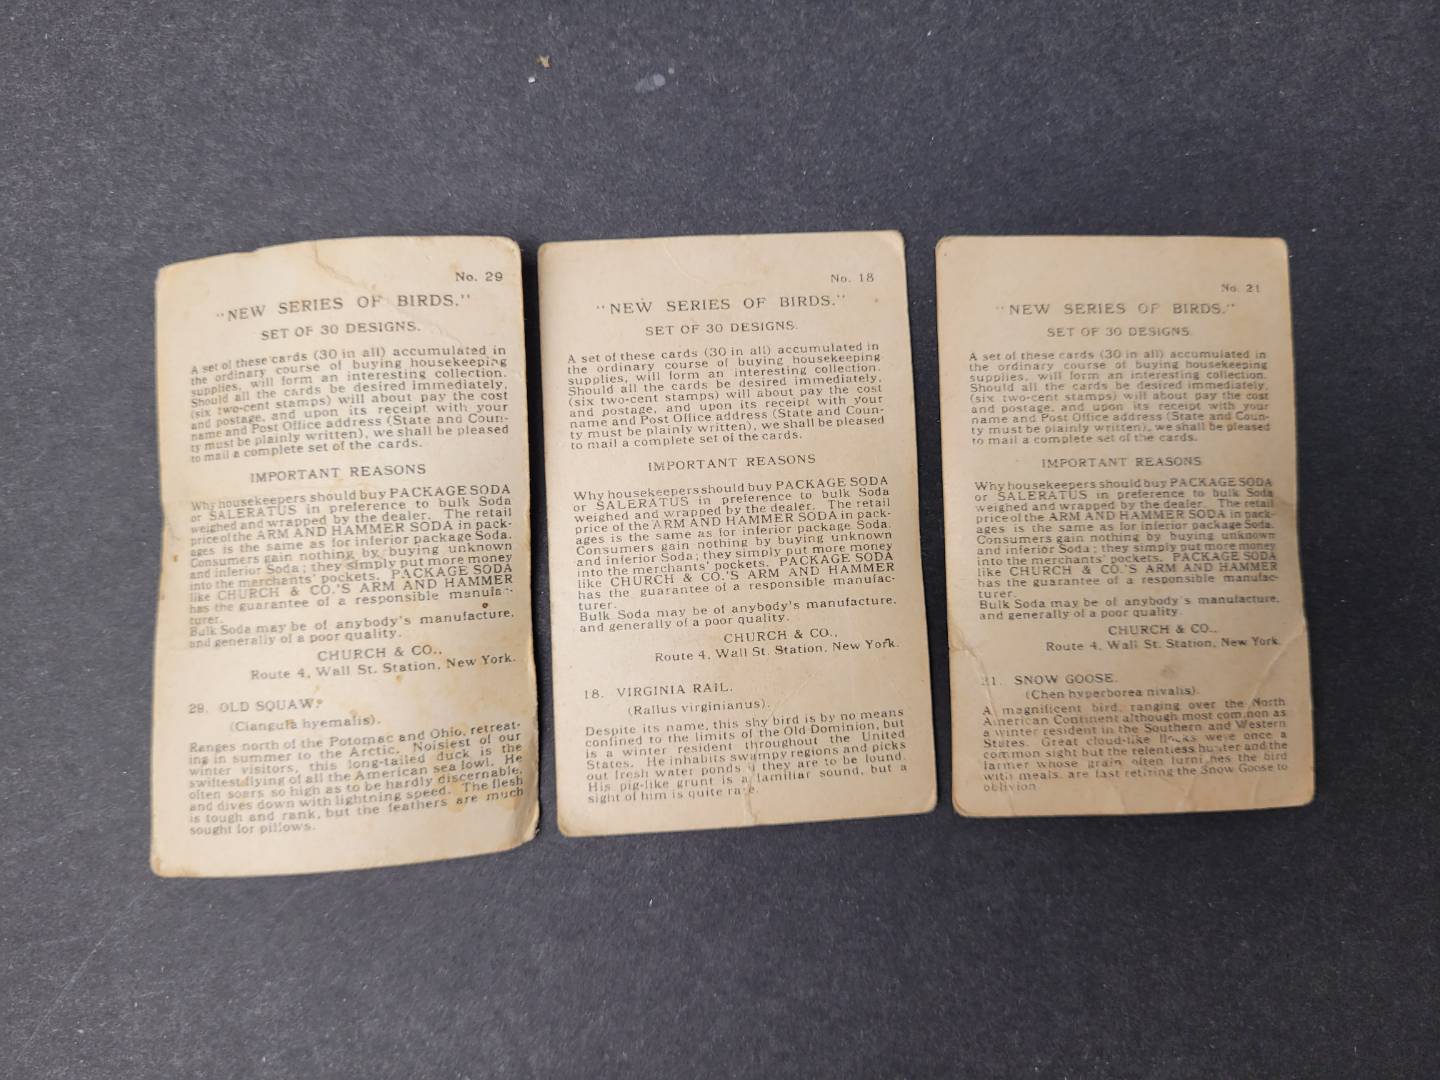 No. 29
"NEW SERIES OF BIRDS."
SET OF 30 DESIGNS.
A set of these cards (30 in all) accumulated in
the ordinary course of buying housekeeping
supplies, will form an interesting collection.
Should all the cards be desired immediately,
(six two-cent stamps) will about pay the cost
and postage, and upon its receipt with your
name and Post Office address (State and Coun-
ty must be plainly written), we shall be pleased
to mail a complete set of the cards.
IMPORTANT REASONS
Why housekeepers should buy PACKAGE SODA
or SALERATUS in preference to bulk Soda
weighed and wrapped by the dealer. The retail
price of the ARM AND HAMMER SODA in pack-
ages is the same as for inferior package Soda.
Consumers gain nothing by buying unknown
and inferior Soda; they simply put more money
into the merchants' pockets. PACKAGE SODA
like CHURCH & CO.'S ARM AND HAMMER
has the guarantee of a responsible manufac-
turer.
Bulk Soda may be of anybody's manufacture,
and generally of a poor quality.
CHURCH & CO.,
Route 4, Wall St. Station, New York.
29. OLD SQUAW.
(Clangula hyemalis).
Ranges north of the Potomac and Ohio, retreat-
ing in summer to the Arctic. Noisiest of our
winter visitors, this long-tailed duck is the
swiftest-flying of all the American sea fowl. He
often soars so high as to be hardly discernable,
and dives down with lightning speed. The flesh
is tough and rank, but the feathers are much
sought for pillows.
No. 18
"NEW SERIES OF BIRDS."
SET OF 30 DESIGNS.
A set of these cards (30 in all) accumulated in
the ordinary course of buying housekeeping
supplies, will form an interesting collection.
Should all the cards be desired immediately,
(six two-cent stamps) will about pay the cost
and postage, and upon its receipt with your
name and Post Office address (State and Coun-
ty must be plainly written), we shall be pleased
to mail a complete set of the cards.
IMPORTANT REASONS
Why housekeepers should buy PACKAGE SODA
or SALERATUS in preference to bulk Soda
weighed and wrapped by the dealer. The retail
price of the ARM AND HAMMER SODA in pack-
ages is the same as for inferior package Soda.
Consumers gain nothing by buying unknown
and inferior Soda; they simply put more money
into the merchants' pockets. PACKAGE SODA
like CHURCH & CO.'S ARM AND HAMMER
has the guarantee of a responsible manufac-
turer.
Bulk Soda may be of anybody's manufacture,
and generally of a poor quality.
CHURCH & CO.,
Route 4, Wall St. Station, New York.
18. VIRGINIA RAIL.
(Rallus virginianus).
Despite its name, this shy bird is by no means
confined to the limits of the Old Dominion, but
is a winter resident throughout the United
States. He inhabits swampy regions and picks
out fresh water ponds if they are to be found.
His pig-like grunt is a familiar sound, but a
sight of him is quite rare.
No. 21
"NEW SERIES OF BIRDS."
SET OF 30 DESIGNS.
A set of these cards (30 in all) accumulated in
the ordinary course of buying housekeeping
supplies, will form an interesting collection.
Should all the cards be desired immediately,
(six two-cent stamps) will about pay the cost
and postage, and upon its receipt with your
name and Post Office address (State and Coun-
ty must be plainly written), we shall be pleased
to mail a complete set of the cards.
IMPORTANT REASONS
Why housekeepers should buy PACKAGE SODA
or SALERATUS in preference to bulk Soda
weighed and wrapped by the dealer. The retail
price of the ARM AND HAMMER SODA in pack-
ages is the same as for inferior package Soda.
Consumers gain nothing by buying unknown
and inferior Soda; they simply put more money
into the merchants' pockets. PACKAGE SODA
like CHURCH & CO.'S ARM AND HAMMER
has the guarantee of a responsible manufac-
turer.
Bulk Soda may be of anybody's manufacture,
and generally of a poor quality.
CHURCH & CO.,
Route 4, Wall St. Station, New York.
21. SNOW GOOSE.
(Chen hyperborea nivalis).
A magnificent bird, ranging over the North
American Continent although most common as
a winter resident in the Southern and Western
States. Great cloud-like flocks were once a
common sight but the relentless hunter and the
farmer whose grain often furnishes the bird
with meals, are fast retiring the Snow Goose to
oblivion